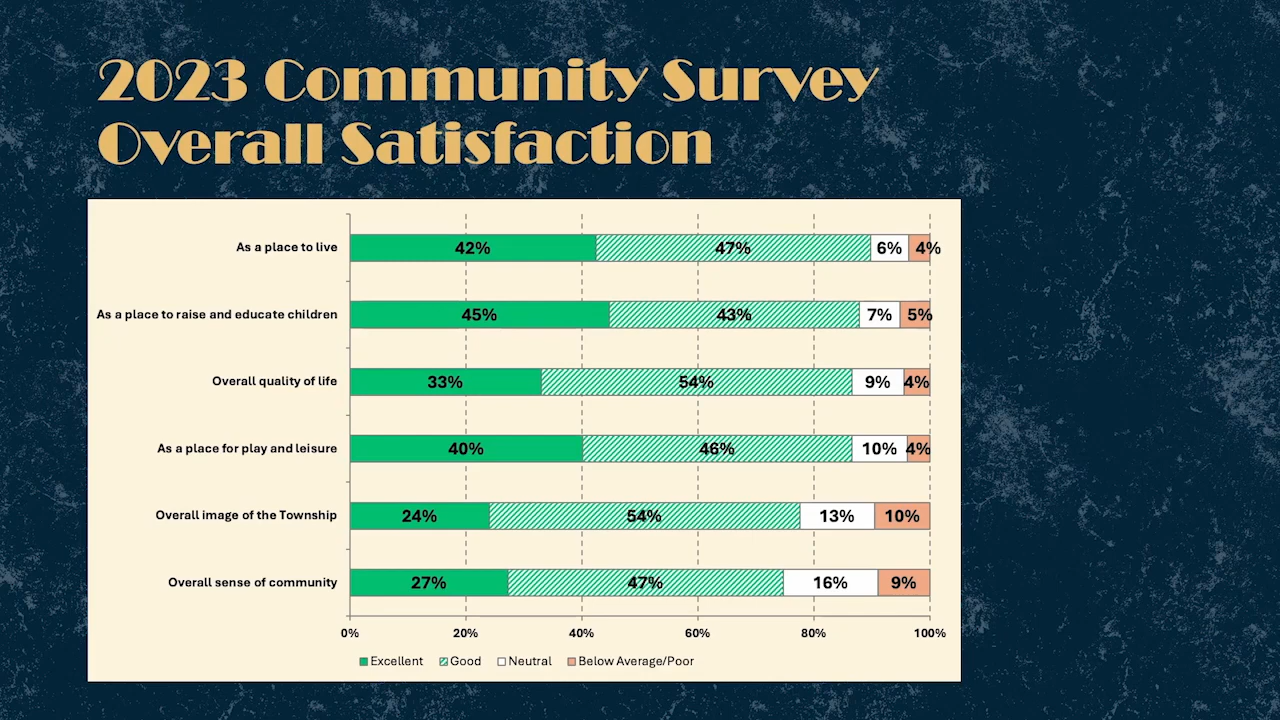 2023 Community Survey
Overall Satisfaction
As a place to live 42% 47% 6% 4%
As a place to raise and educate children 45% 43% 7% 5%
Overall quality of life 33% 54% 9% 4%
As a place for play and leisure 40% 46% 10% 4%
Overall image of the Township 24% 54% 13% 10%
Overall sense of community 27% 47% 16% 9%
0% 20% 40% 60% 80% 100%
Excellent Good Neutral Below Average/Poor